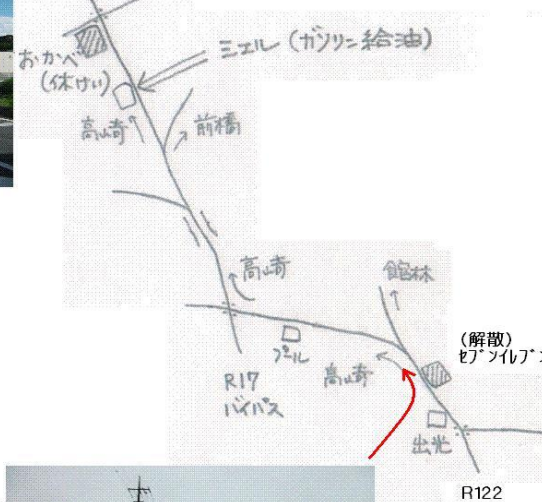 おかべ
(休けい)
ミエル (ガソリン給油)
高崎
前橋
高崎
館林
プール
高崎
(解散)
セブンイレブン
R17
バイパス
出光
R122